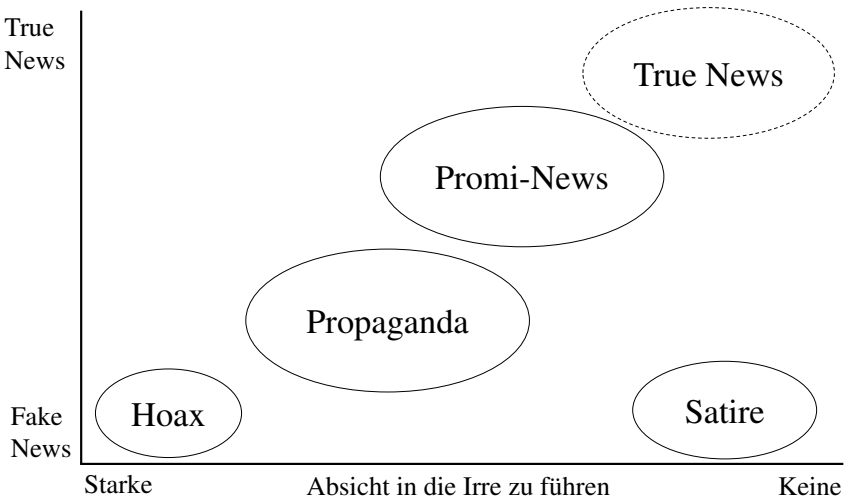 True
News
True News
Promi-News
Propaganda
Hoax
Satire
Fake
News
Starke
Absicht in die Irre zu führen
Keine